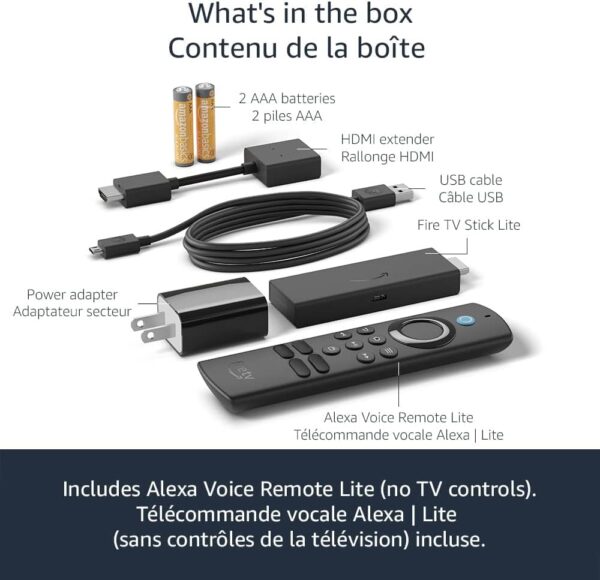 What's in the box
Contenu de la boîte
2 AAA batteries
2 piles AAA
amazonbasics
amazonbasics
HDMI extender
Rallonge HDMI
USB cable
Câble USB
Fire TV Stick Lite
Power adapter
Adaptateur secteur
Alexa Voice Remote Lite
Télécommande vocale Alexa | Lite
Includes Alexa Voice Remote Lite (no TV controls).
Télécommande vocale Alexa | Lite
(sans contrôles de la télévision) incluse.